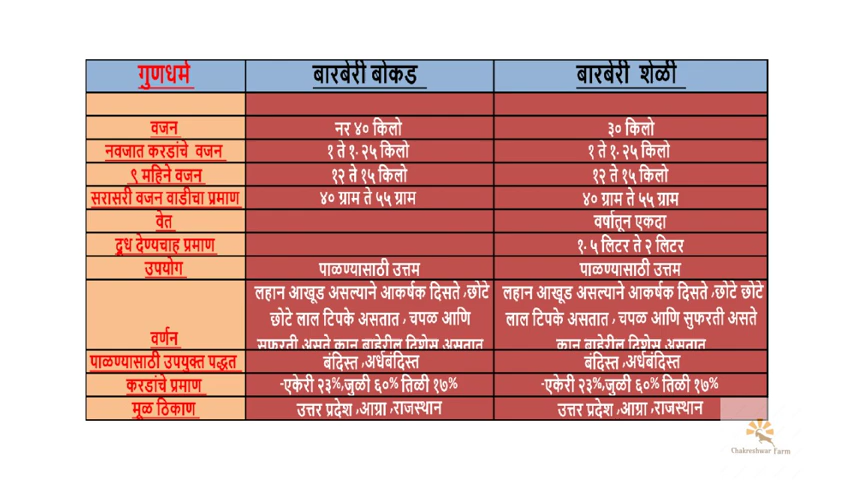 गुणधर्म बारबेरी बोकड बारबेरी शेळी
वजन नर ४० किलो ३० किलो
नवजात करडांचे वजन १ ते १.२५ किलो १ ते १.२५ किलो
९ महिने वजन १२ ते १५ किलो १२ ते १५ किलो
सरासरी वजन वाढीचा प्रमाण ४० ग्राम ते ५५ ग्राम ४० ग्राम ते ५५ ग्राम
वेत वर्षातून एकदा
दूध देण्यचाह प्रमाण १.५ लिटर ते २ लिटर
उपयोग पाळण्यासाठी उत्तम पाळण्यासाठी उत्तम
वर्णन
लहान आखूड असल्याने आकर्षक दिसते ,छोटे
छोटे लाल टिपके असतात ,चपळ आणि
सुफरती असते कान बाहेरील दिशेस असतात
लहान आखूड असल्याने आकर्षक दिसते ,छोटे छोटे
लाल टिपके असतात ,चपळ आणि सुफरती असते
कान बाहेरील दिशेस असतात
पाळण्यासाठी उपयुक्त पद्धत बंदिस्त ,अर्धबंदिस्त बंदिस्त ,अर्धबंदिस्त
करडांचे प्रमाण -एकेरी २३%,जुळी ६०% तिळी १७% -एकेरी २३%,जुळी ६०% तिळी १७%
मूळ ठिकाण उत्तर प्रदेश ,आग्रा ,राजस्थान उत्तर प्रदेश ,आग्रा ,राजस्थान
Chakreshwar Farm